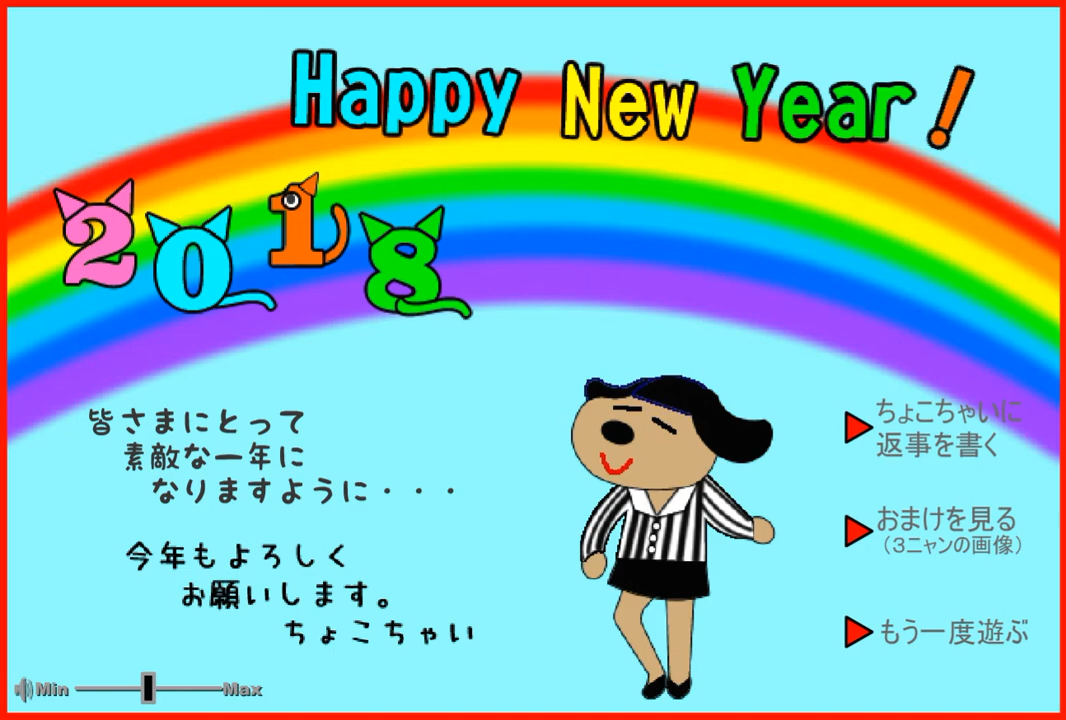 Happy New Year!
2018
皆さまにとって
素敵な一年に
なりますように・・・
今年もよろしく
お願いします。
ちょこちゃい
ちょこちゃいに
返事を書く
おまけを見る
（3ニャンの画像）
もう一度遊ぶ
Min Max